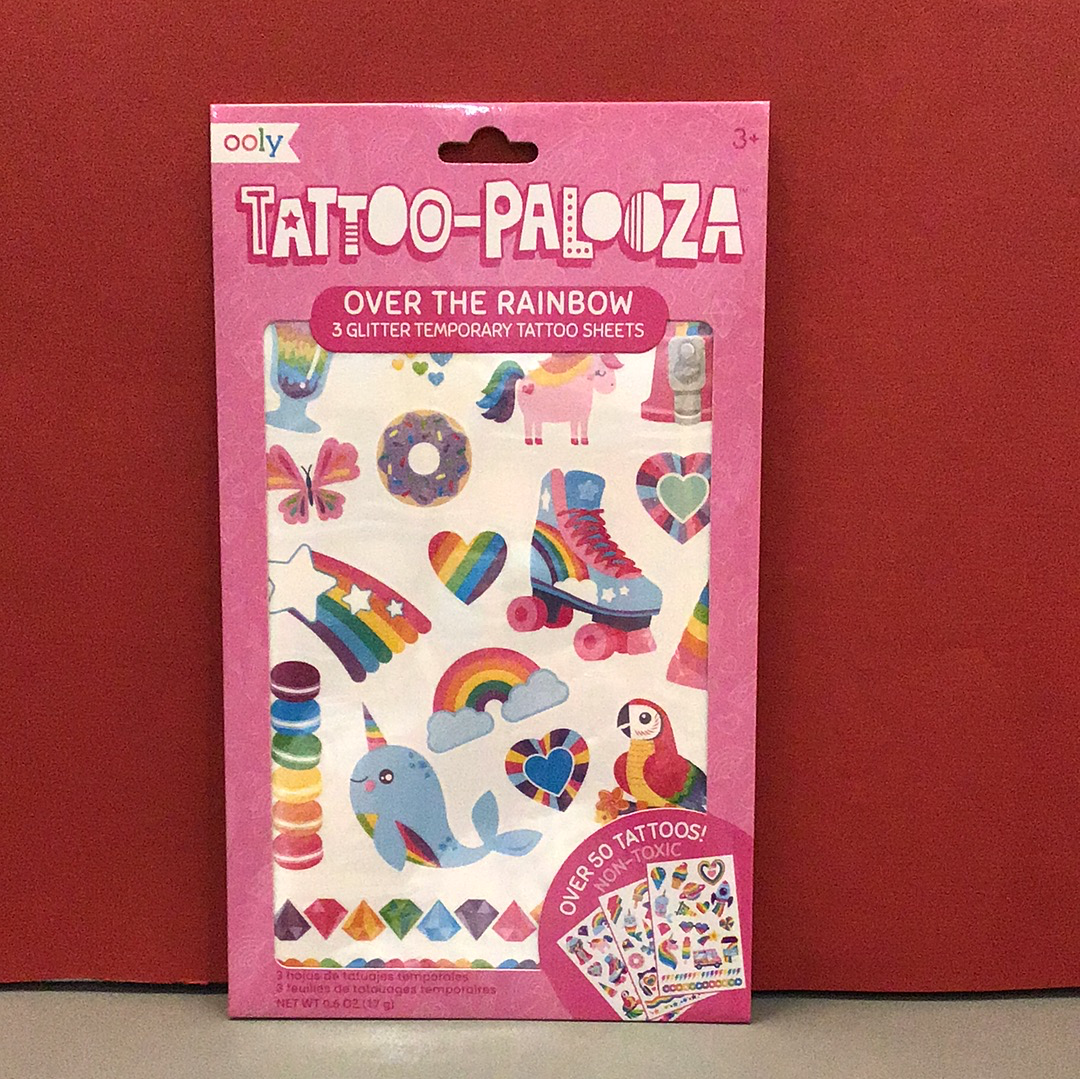 ooly
3+
TATTOO-PALOOZA™
OVER THE RAINBOW
3 GLITTER TEMPORARY TATTOO SHEETS
OVER 50 TATTOOS!
NON-TOXIC
3 hojas de tatuajes temporales
3 feuilles de tatouages temporaires
NET WT 0.6 OZ (17 g)